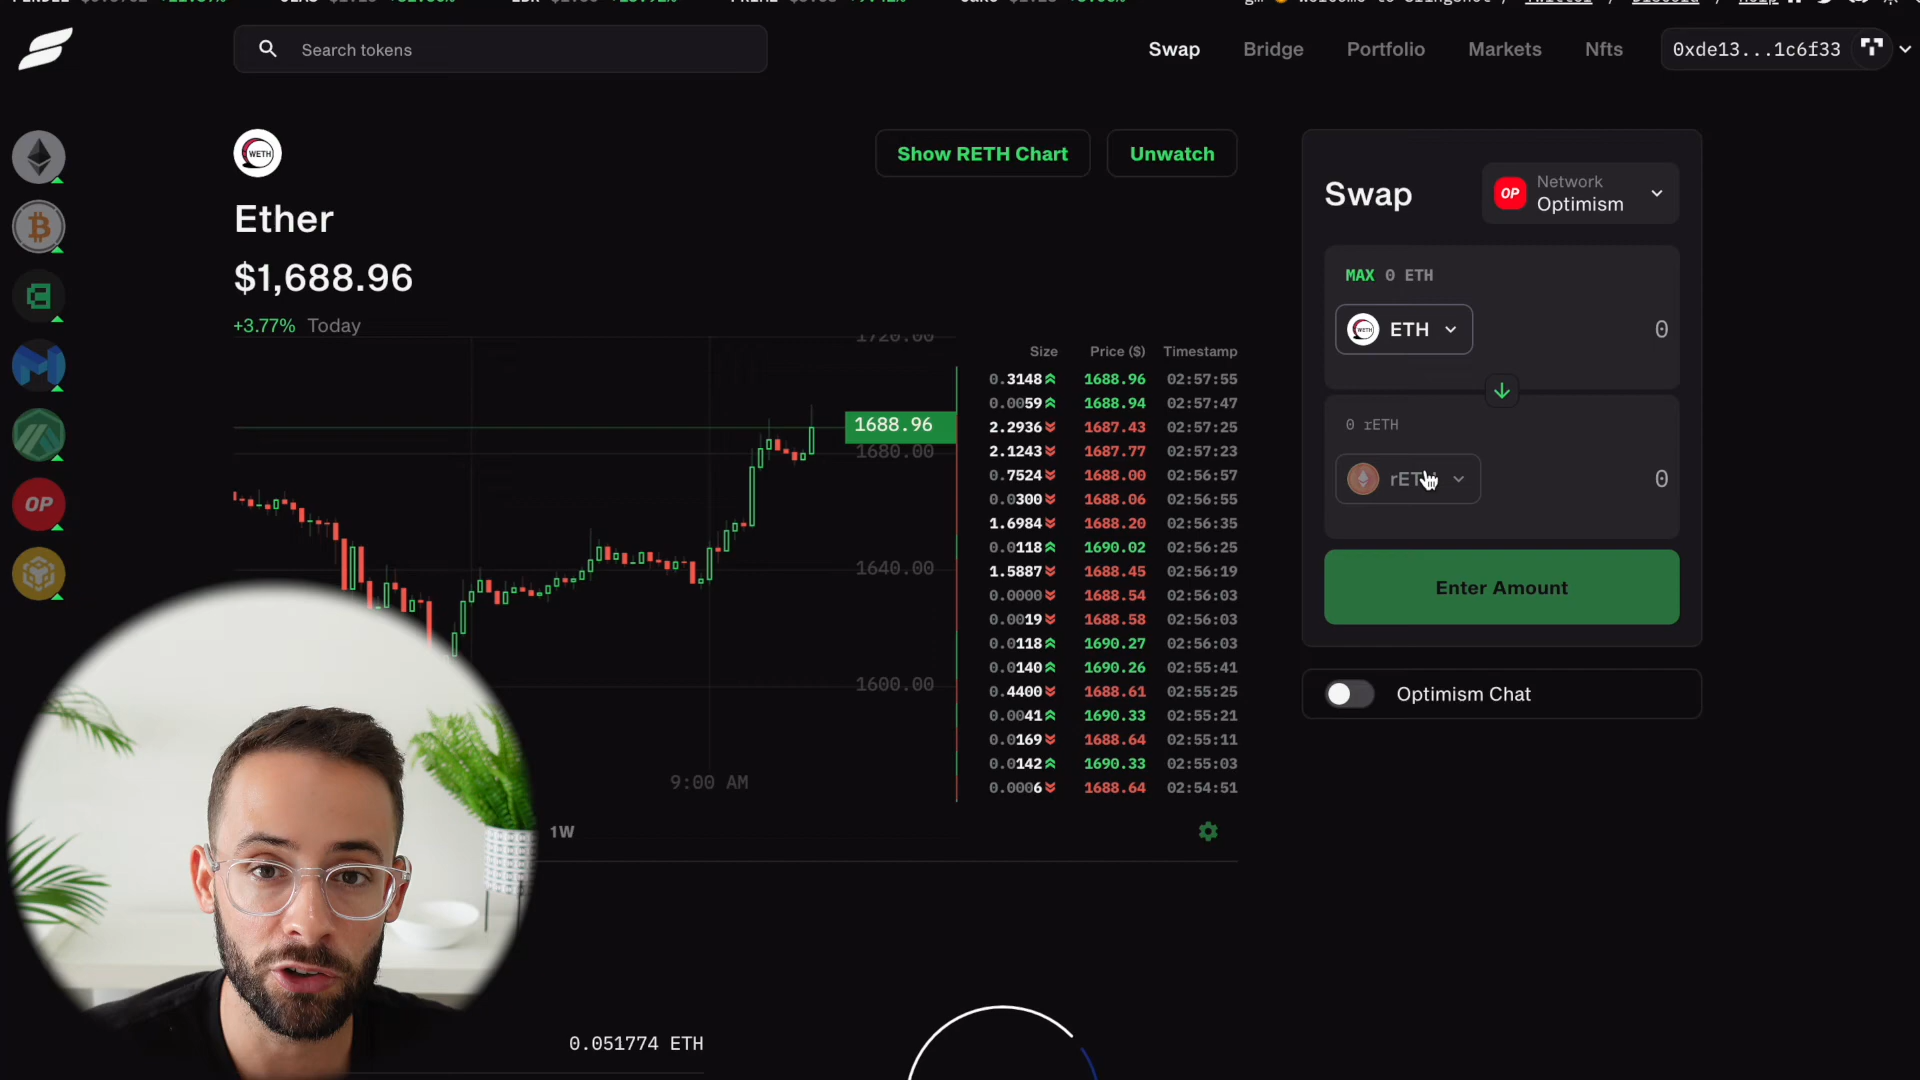 Search tokens
Swap
Bridge
Portfolio
Markets
Nfts
0xde13...1c6f33
WETH
Show RETH Chart
Unwatch
Ether
$1,688.96
+3.77% Today
1688.96
1680.00
1640.00
1600.00
9:00 AM
1W
Size Price ($) Timestamp
0.3148 1688.96 02:57:55
0.0059 1688.94 02:57:47
2.2936 1687.43 02:57:25
2.1243 1687.77 02:57:23
0.7524 1688.00 02:56:57
0.0300 1688.06 02:56:55
1.6984 1688.20 02:56:35
0.0118 1690.02 02:56:25
1.5887 1688.45 02:56:19
0.0000 1688.54 02:56:03
0.0019 1688.58 02:56:03
0.0118 1690.27 02:56:03
0.0140 1690.26 02:55:41
0.4400 1688.61 02:55:25
0.0041 1690.33 02:55:21
0.0169 1688.64 02:55:11
0.0142 1690.33 02:55:03
0.0006 1688.64 02:54:51
Swap
OP
Network
Optimism
MAX 0 ETH
WETH
ETH
0
0 rETH
rETH
0
Enter Amount
Optimism Chat
OP
0.051774 ETH